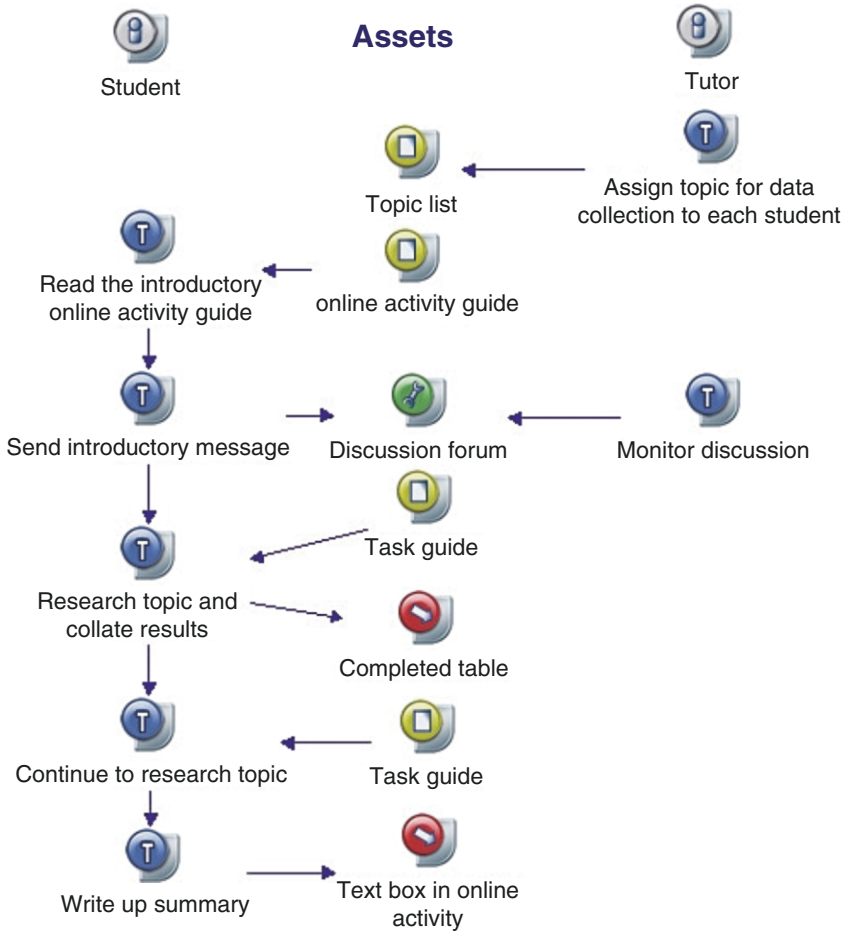 Assets
Student
Tutor
Topic list
Assign topic for data
collection to each student
Read the introductory
online activity guide
online activity guide
Send introductory message
Discussion forum
Monitor discussion
Task guide
Research topic and
collate results
Completed table
Continue to research topic
Task guide
Write up summary
Text box in online
activity
T
T
T
T
T
T
T